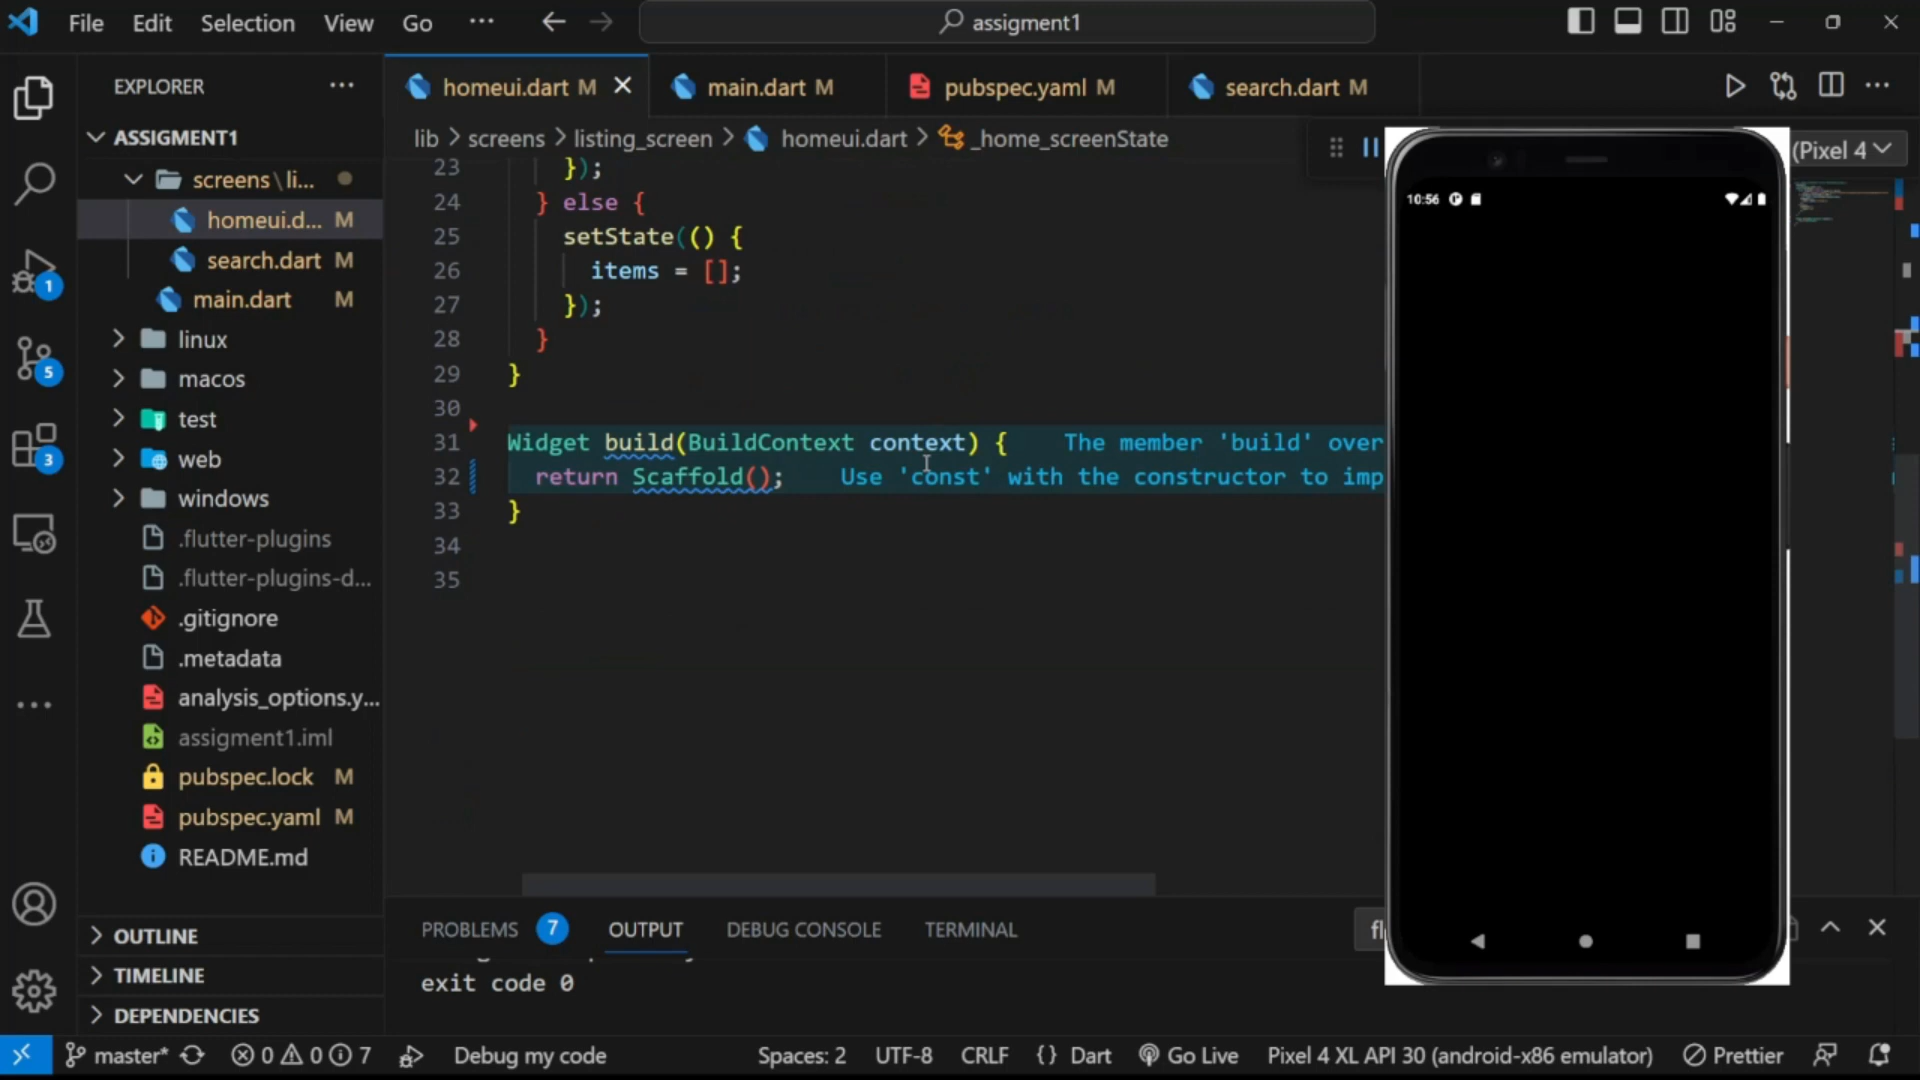 File Edit Selection View Go ··· assigment1
EXPLORER ···
homeui.dart M
main.dart M
pubspec.yaml M
search.dart M
ASSIGMENT1
lib > screens > listing_screen > homeui.dart > _home_screenState
(Pixel 4
screens\li...
homeui.d... M
search.dart M
main.dart M
linux
macos
test
web
windows
.flutter-plugins
.flutter-plugins-d...
.gitignore
.metadata
analysis_options.y...
assigment1.iml
pubspec.lock M
pubspec.yaml M
README.md
OUTLINE
TIMELINE
DEPENDENCIES
1
5
3
23 });
24 } else {
25 setState(() {
26 items = [];
27 });
28 }
29 }
30
31 Widget build(BuildContext context) { The member 'build' over
32 return Scaffold(); Use 'const' with the constructor to imp
33 }
34
35
10:56
PROBLEMS 7 OUTPUT DEBUG CONSOLE TERMINAL
fl
exit code 0
master* 0 0 7 Debug my code Spaces: 2 UTF-8 CRLF {} Dart Go Live Pixel 4 XL API 30 (android-x86 emulator) Prettier